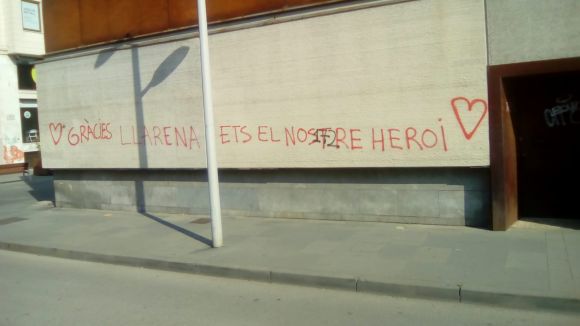 GRÀCIES LLARENA ETS EL NOSTRE HEROI